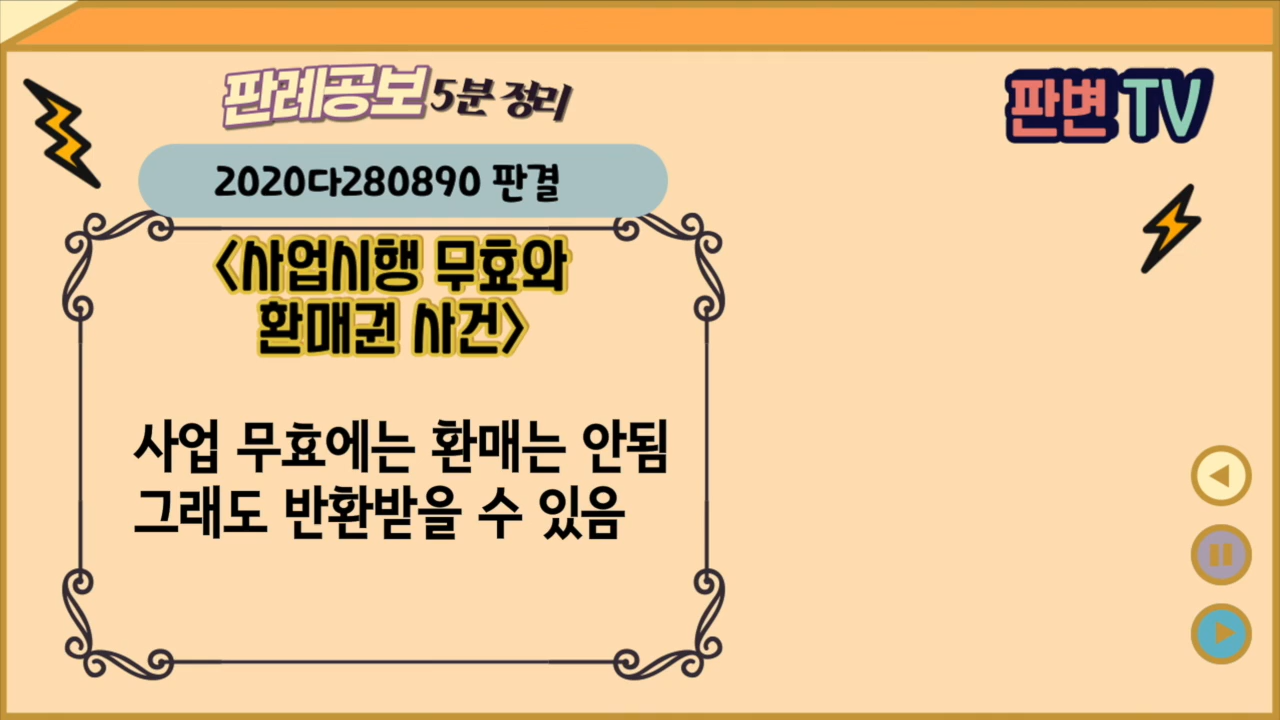 판례공보 5분 정리
판변 TV
2020다280890 판결
<사업시행 무효와
환매권 사건>
사업 무효에는 환매는 안됨
그래도 반환받을 수 있음